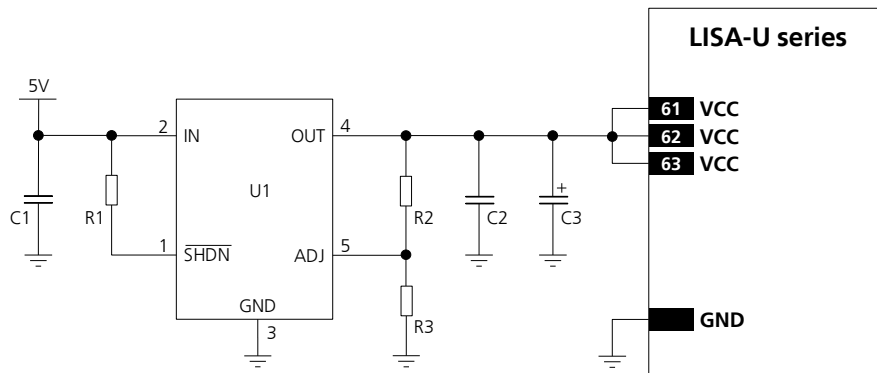 LISA-U series
5V
61 VCC
2 IN OUT 4
62 VCC
63 VCC
U1
C1 R1 R2 C2 + C3
1 SHDN ADJ 5
GND
3
R3
GND